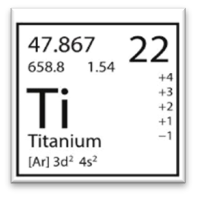 47.867 22
658.8 1.54
+4
+3
+2
+1
−1
Ti
Titanium
[Ar] 3d² 4s²